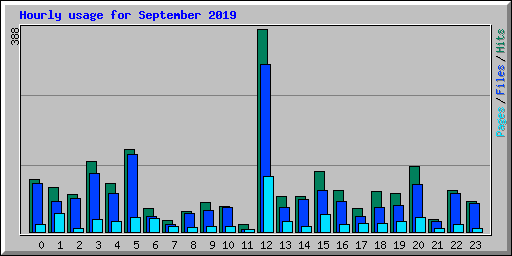 Hourly usage for September 2019
388
Pages/Files/Hits
0 1 2 3 4 5 6 7 8 9 10 11 12 13 14 15 16 17 18 19 20 21 22 23